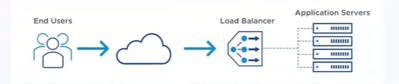 End Users
Load Balancer
Application Servers